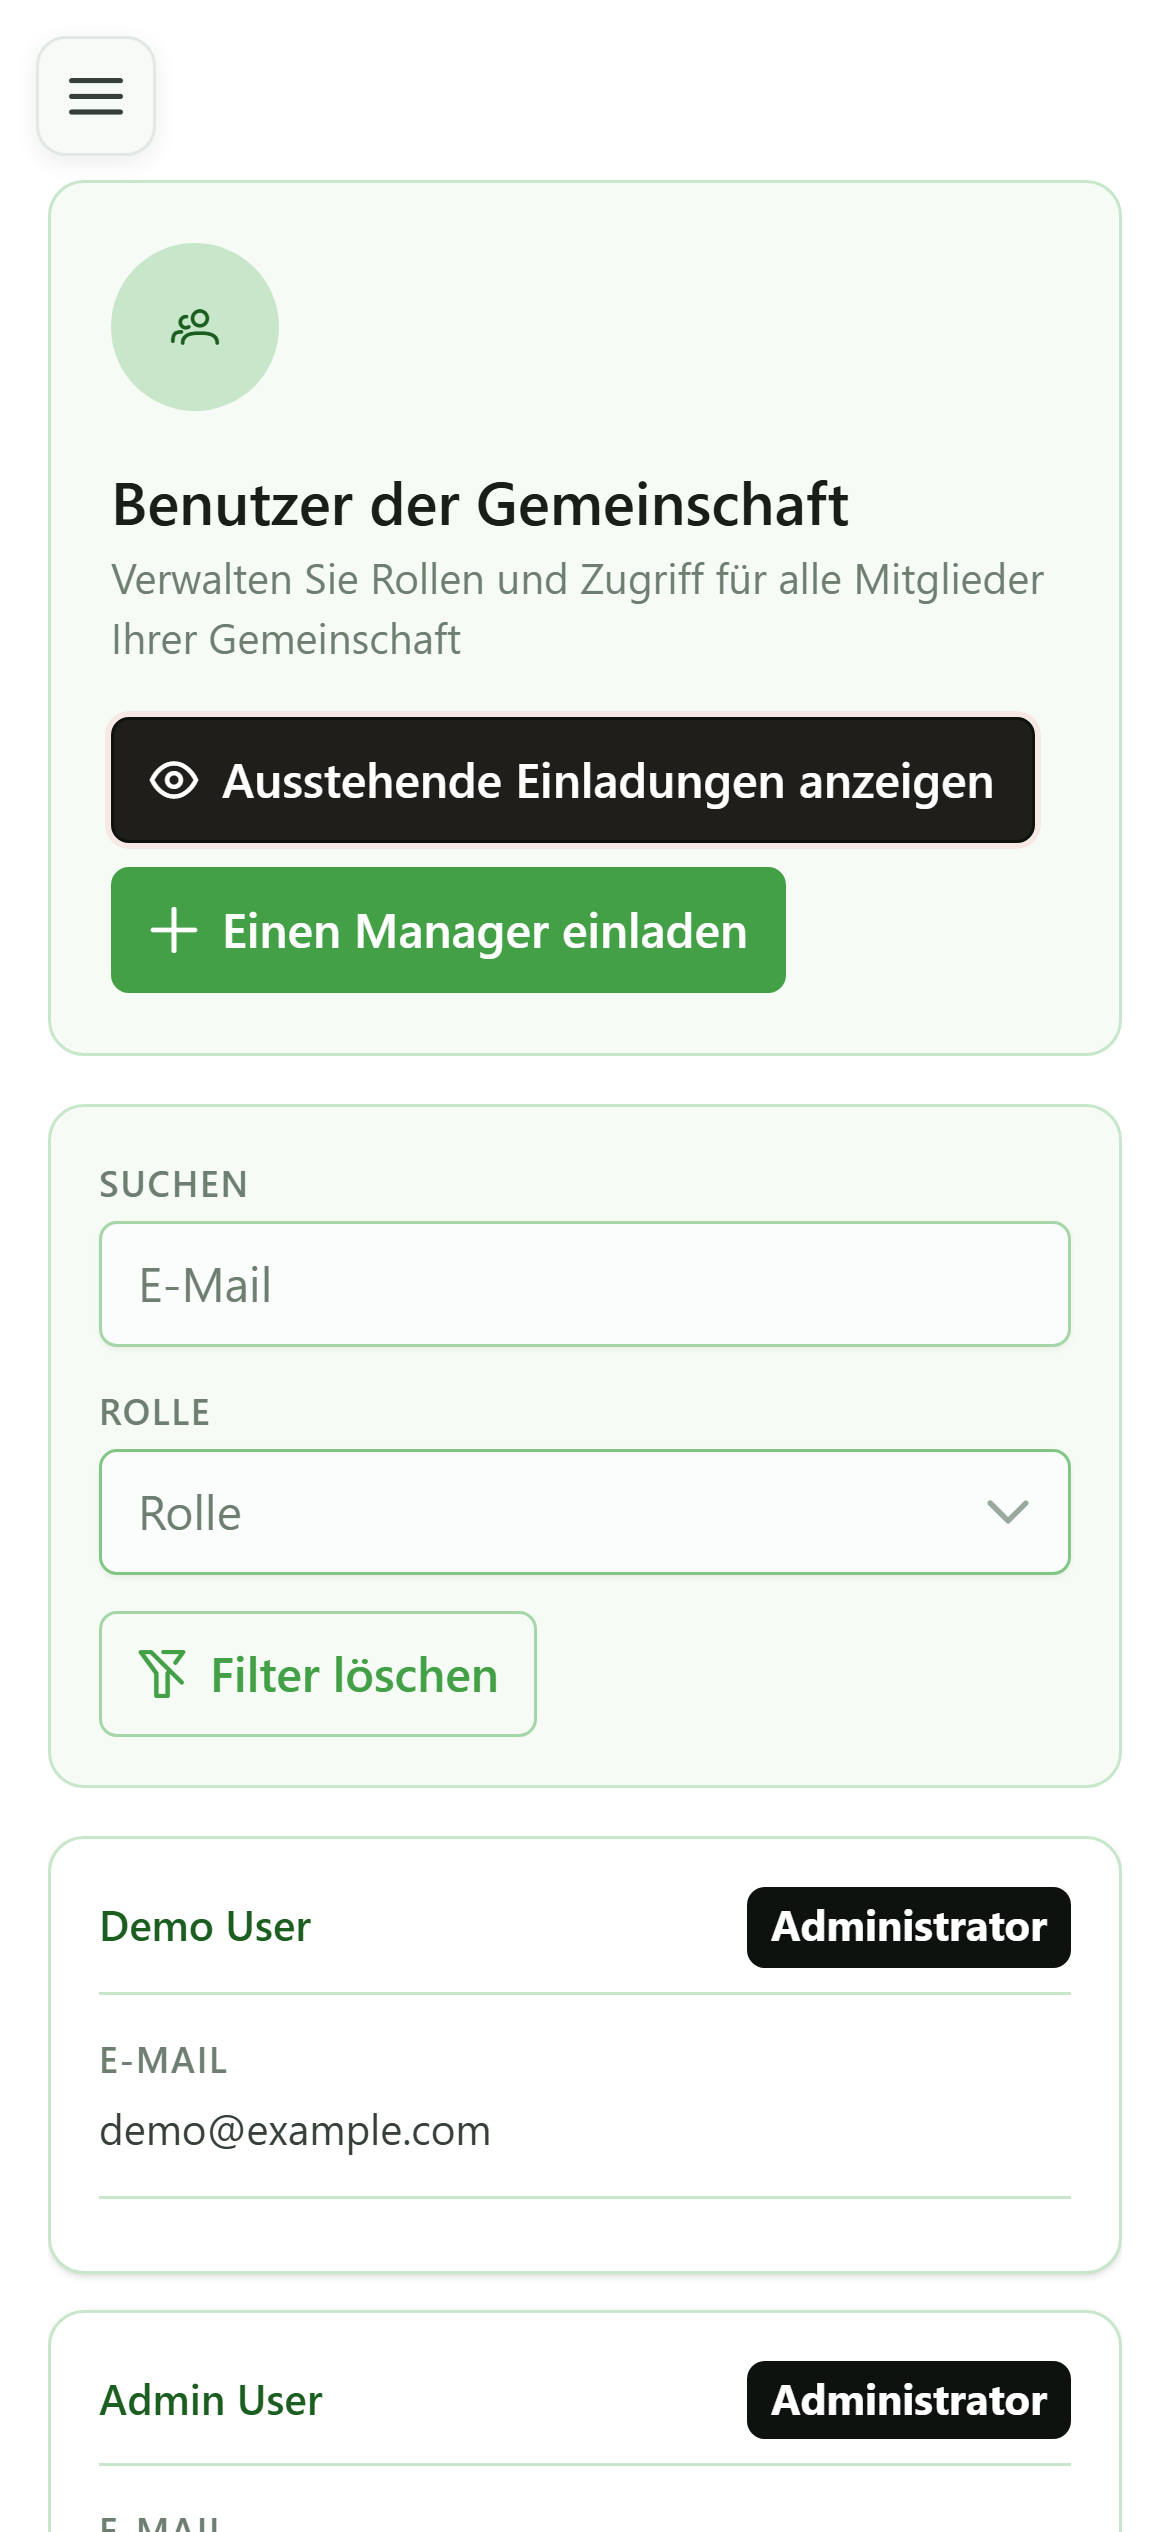 Benutzer der Gemeinschaft
Verwalten Sie Rollen und Zugriff für alle Mitglieder
Ihrer Gemeinschaft
Ausstehende Einladungen anzeigen
Einen Manager einladen
SUCHEN
E-Mail
ROLLE
Rolle
Filter löschen
Demo User
Administrator
E-MAIL
demo@example.com
Admin User
Administrator
E-MAIL